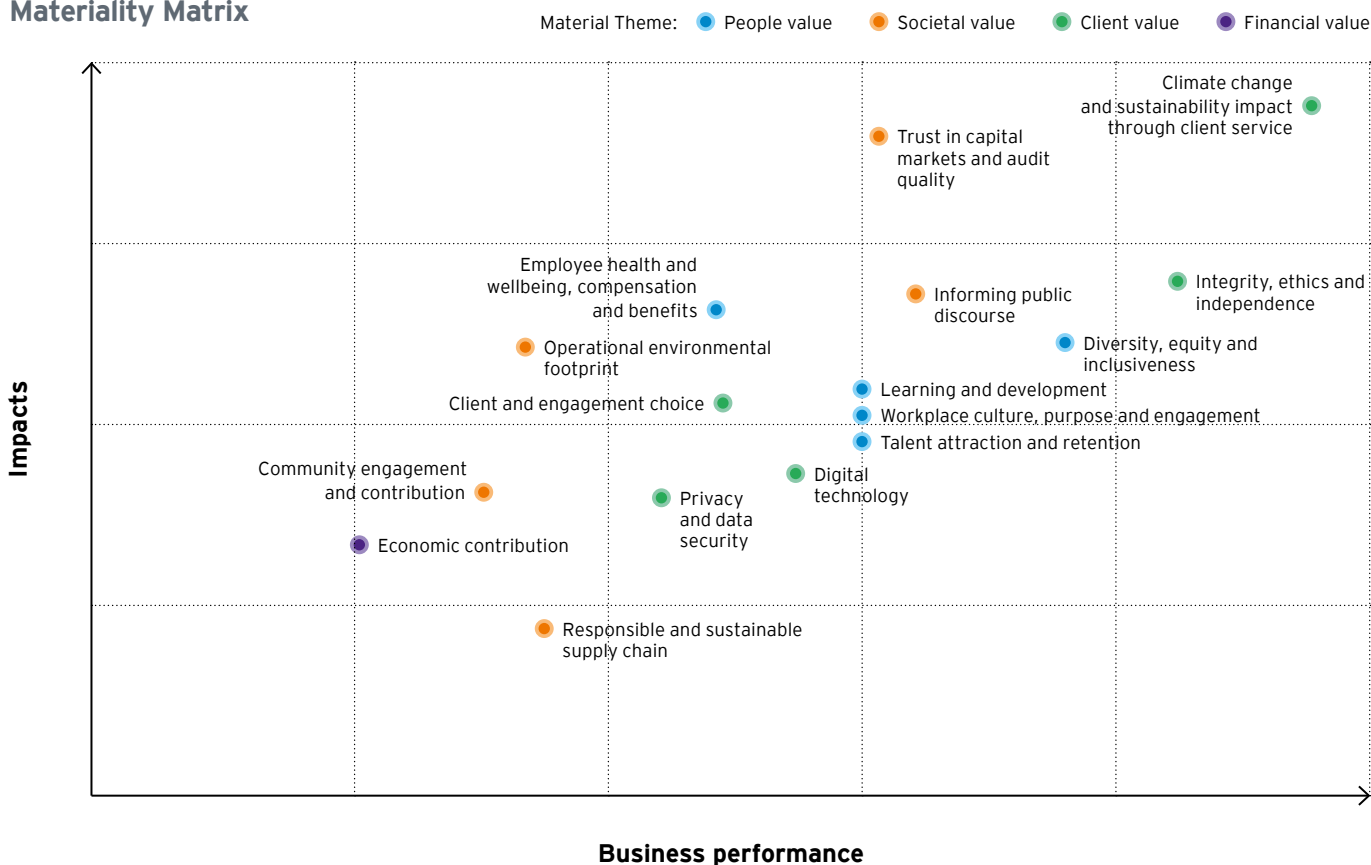 Materiality Matrix
Material Theme: People value Societal value Client value Financial value
Climate change
and sustainability impact
through client service
Trust in capital
markets and audit
quality
Employee health and
wellbeing, compensation
and benefits
Integrity, ethics and
independence
Informing public
discourse
Operational environmental
footprint
Diversity, equity and
inclusiveness
Client and engagement choice
Learning and development
Workplace culture, purpose and engagement
Talent attraction and retention
Community engagement
and contribution
Digital
technology
Privacy
and data
security
Economic contribution
Responsible and sustainable
supply chain
Impacts
Business performance